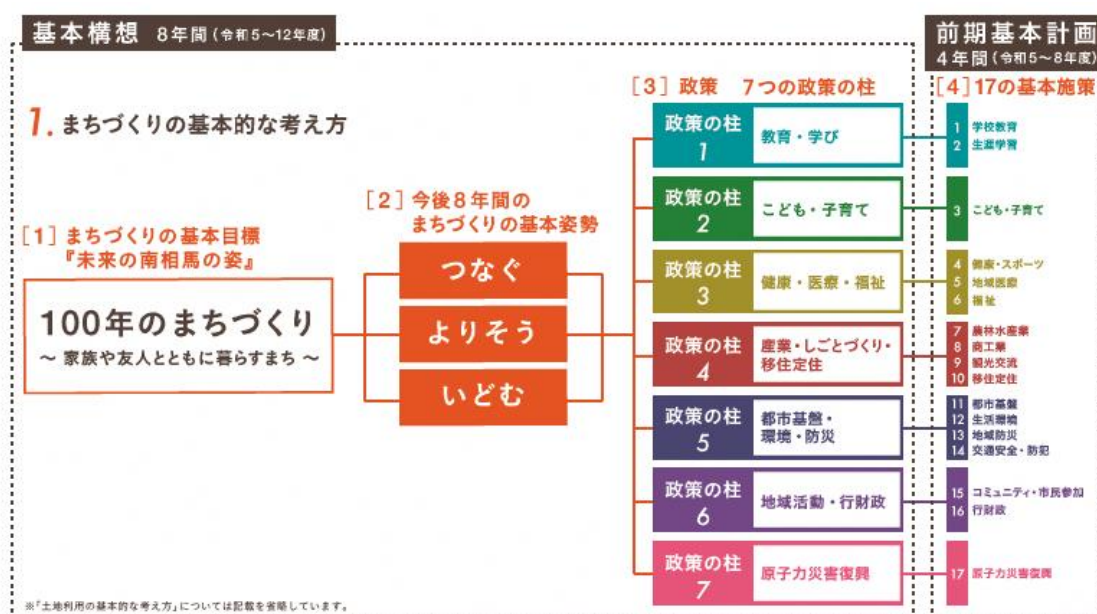 基本構想 8年間(令和5〜12年度)
前期基本計画
4年間(令和5〜8年度)
1. まちづくりの基本的な考え方
[1] まちづくりの基本目標
『未来の南相馬の姿』
100年のまちづくり
〜 家族や友人とともに暮らすまち 〜
[2] 今後8年間の
まちづくりの基本姿勢
つなぐ
よりそう
いどむ
[3] 政策 7つの政策の柱
政策の柱
1
教育・学び
政策の柱
2
こども・子育て
政策の柱
3
健康・医療・福祉
政策の柱
4
産業・しごとづくり・
移住定住
政策の柱
5
都市基盤・
環境・防災
政策の柱
6
地域活動・行財政
政策の柱
7
原子力災害復興
[4] 17の基本施策
1 学校教育
2 生涯学習
3 こども・子育て
4 健康・スポーツ
5 地域医療
6 福祉
7 農林水産業
8 商工業
9 観光交流
10 移住定住
11 都市基盤
12 生活環境
13 地域防災
14 交通安全・防犯
15 コミュニティ・市民参加
16 行財政
17 原子力災害復興
※「土地利用の基本的な考え方」については記載を省略しています。